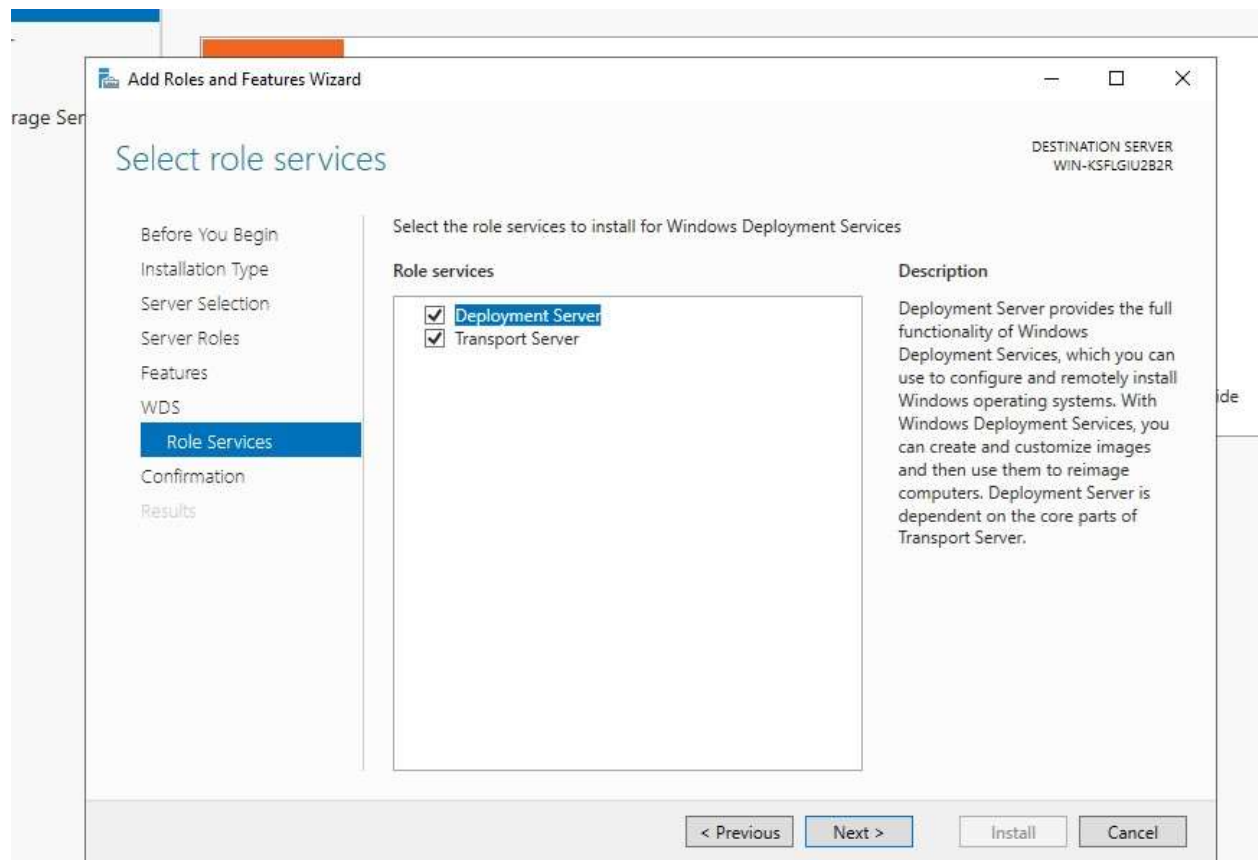 Add Roles and Features Wizard
rage Ser
Select role services
DESTINATION SERVER
WIN-KSFLGIU2B2R
Before You Begin
Installation Type
Server Selection
Server Roles
Features
WDS
Role Services
Confirmation
Results
Select the role services to install for Windows Deployment Services
Role services
Deployment Server
Transport Server
Description
Deployment Server provides the full
functionality of Windows
Deployment Services, which you can
use to configure and remotely install
Windows operating systems. With
Windows Deployment Services, you
can create and customize images
and then use them to reimage
computers. Deployment Server is
dependent on the core parts of
Transport Server.
ide
< Previous
Next >
Install
Cancel